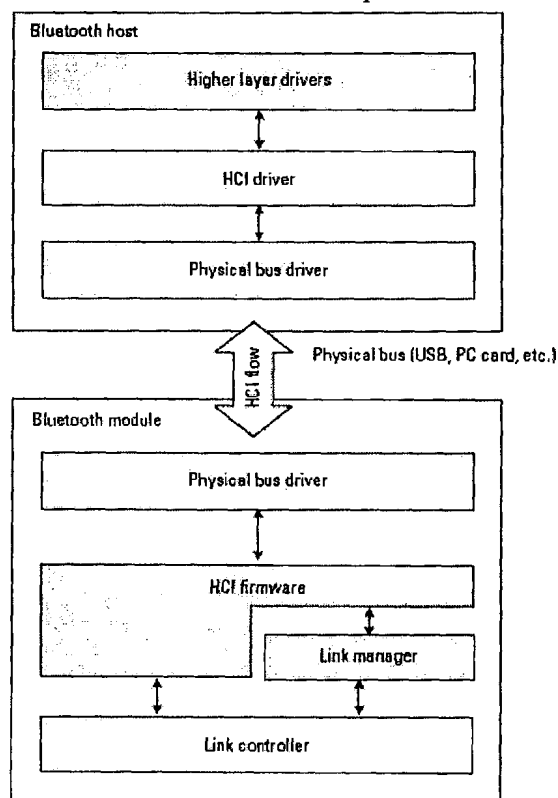 Bluetooth host
Higher layer drivers
HCI driver
Physical bus driver
HCI flow
Physical bus (USB, PC card, etc.)
Bluetooth module
Physical bus driver
HCI firmware
Link manager
Link controller